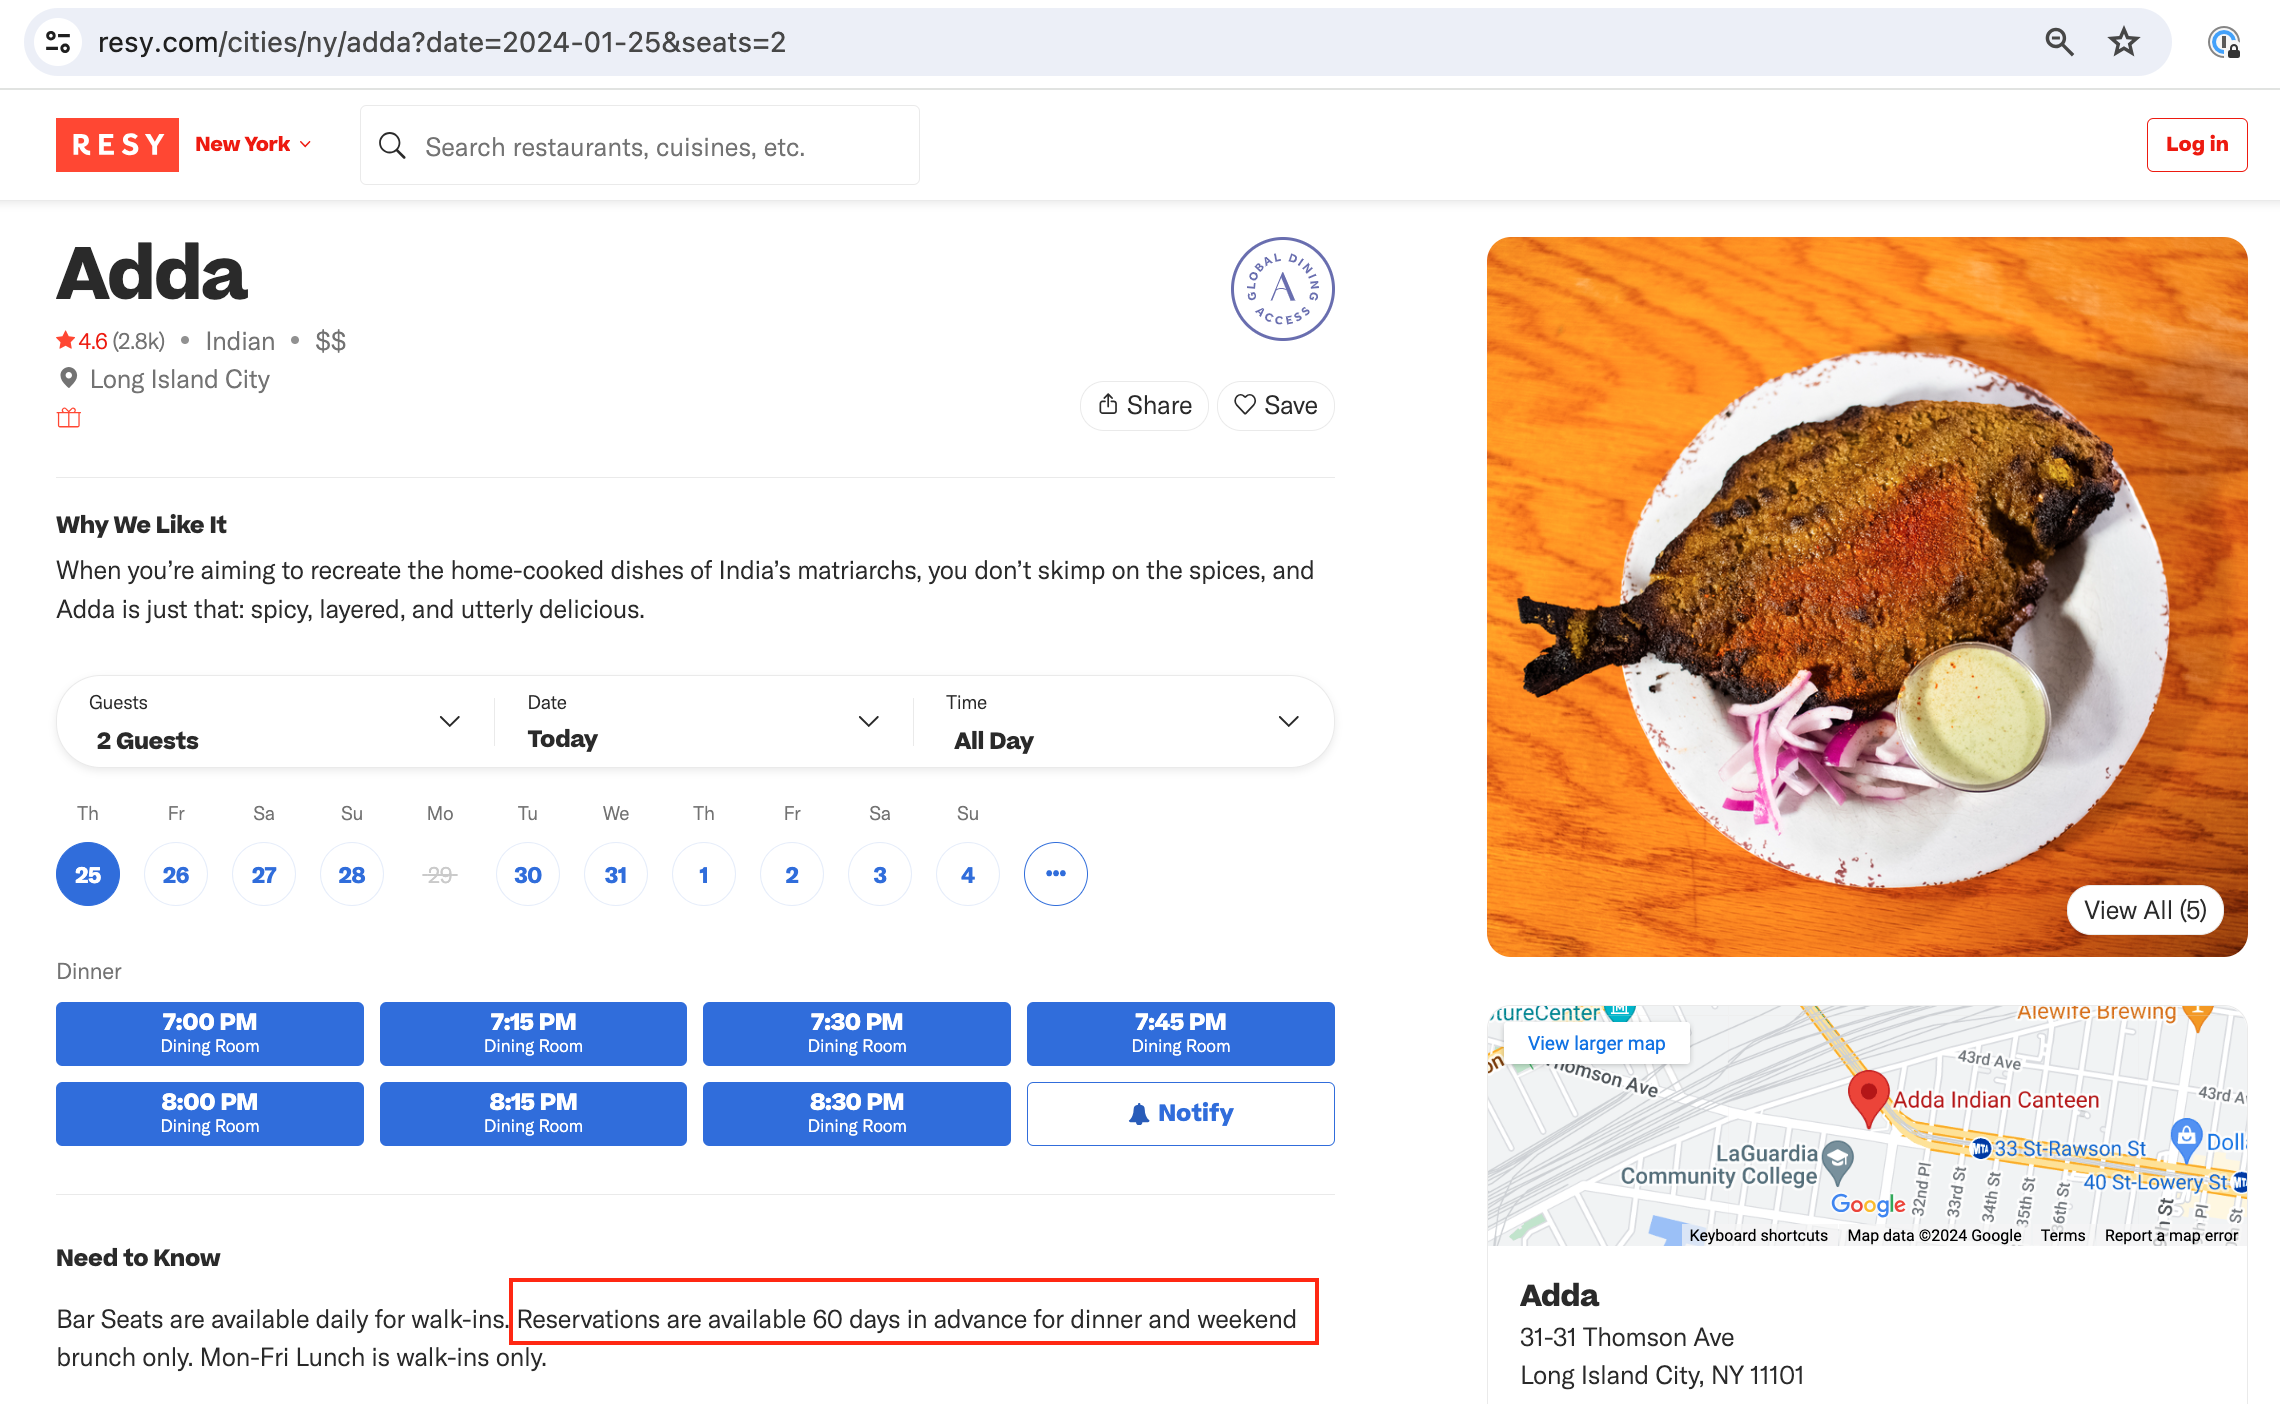 resy.com/cities/ny/adda?date=2024-01-25&seats=2
RESY
New York
Search restaurants, cuisines, etc.
Log in
Adda
GLOBAL DINING
A
ACCESS
4.6 (2.8k) • Indian • $$
Long Island City
Share
Save
Why We Like It
When you’re aiming to recreate the home-cooked dishes of India’s matriarchs, you don’t skimp on the spices, and
Adda is just that: spicy, layered, and utterly delicious.
Guests
2 Guests
Date
Today
Time
All Day
Th Fr Sa Su Mo Tu We Th Fr Sa Su
25 26 27 28 29 30 31 1 2 3 4 •••
Dinner
7:00 PM
Dining Room
7:15 PM
Dining Room
7:30 PM
Dining Room
7:45 PM
Dining Room
8:00 PM
Dining Room
8:15 PM
Dining Room
8:30 PM
Dining Room
Notify
Need to Know
Bar Seats are available daily for walk-ins. Reservations are available 60 days in advance for dinner and weekend
brunch only. Mon-Fri Lunch is walk-ins only.
View All (5)
Alewife Brewing
View larger map
Thomson Ave
43rd Ave
43rd A
Adda Indian Canteen
MTA
33 St-Rawson St
LaGuardia
Community College
40 St-Lowery St
Google
32nd Pl
33rd St
34th St
35th St
36th St
Keyboard shortcuts
Map data ©2024 Google
Terms
Report a map error
Adda
31-31 Thomson Ave
Long Island City, NY 11101